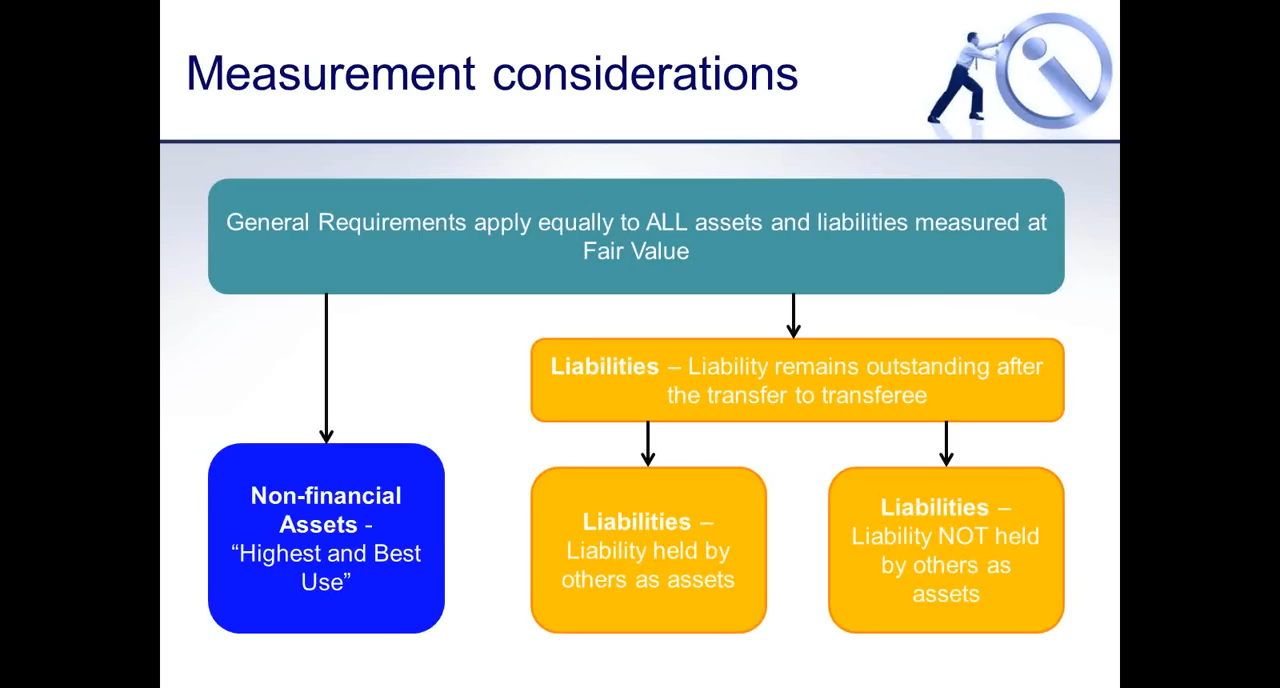 Measurement considerations
General Requirements apply equally to ALL assets and liabilities measured at
Fair Value
Liabilities – Liability remains outstanding after
the transfer to transferee
Non-financial
Assets -
“Highest and Best
Use”
Liabilities –
Liability held by
others as assets
Liabilities –
Liability NOT held
by others as
assets